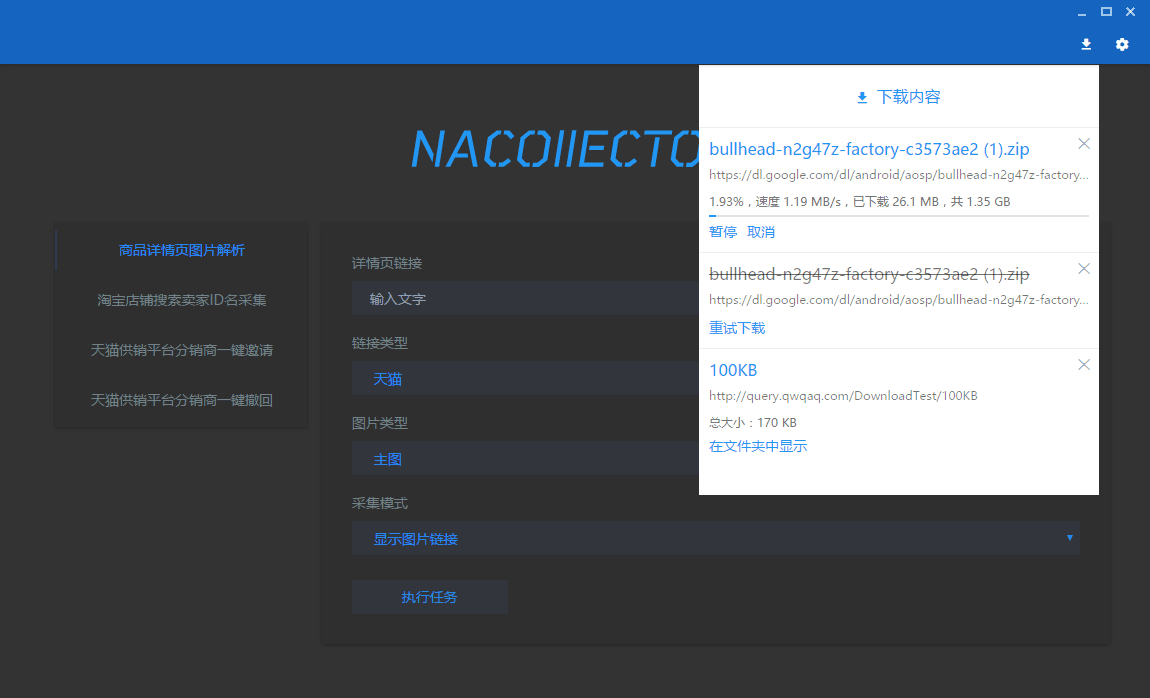 下载内容
NACOllECTO
bullhead-n2g47z-factory-c3573ae2 (1).zip
https://dl.google.com/dl/android/aosp/bullhead-n2g47z-factory...
1.93%，速度 1.19 MB/s，已下载 26.1 MB，共 1.35 GB
暂停 取消
bullhead-n2g47z-factory-c3573ae2 (1).zip
https://dl.google.com/dl/android/aosp/bullhead-n2g47z-factory...
重试下载
100KB
http://query.qwqaq.com/DownloadTest/100KB
总大小：170 KB
在文件夹中显示
商品详情页图片解析
淘宝店铺搜索卖家ID名采集
天猫供销平台分销商一键邀请
天猫供销平台分销商一键撤回
详情页链接
输入文字
链接类型
天猫
图片类型
主图
采集模式
显示图片链接
执行任务